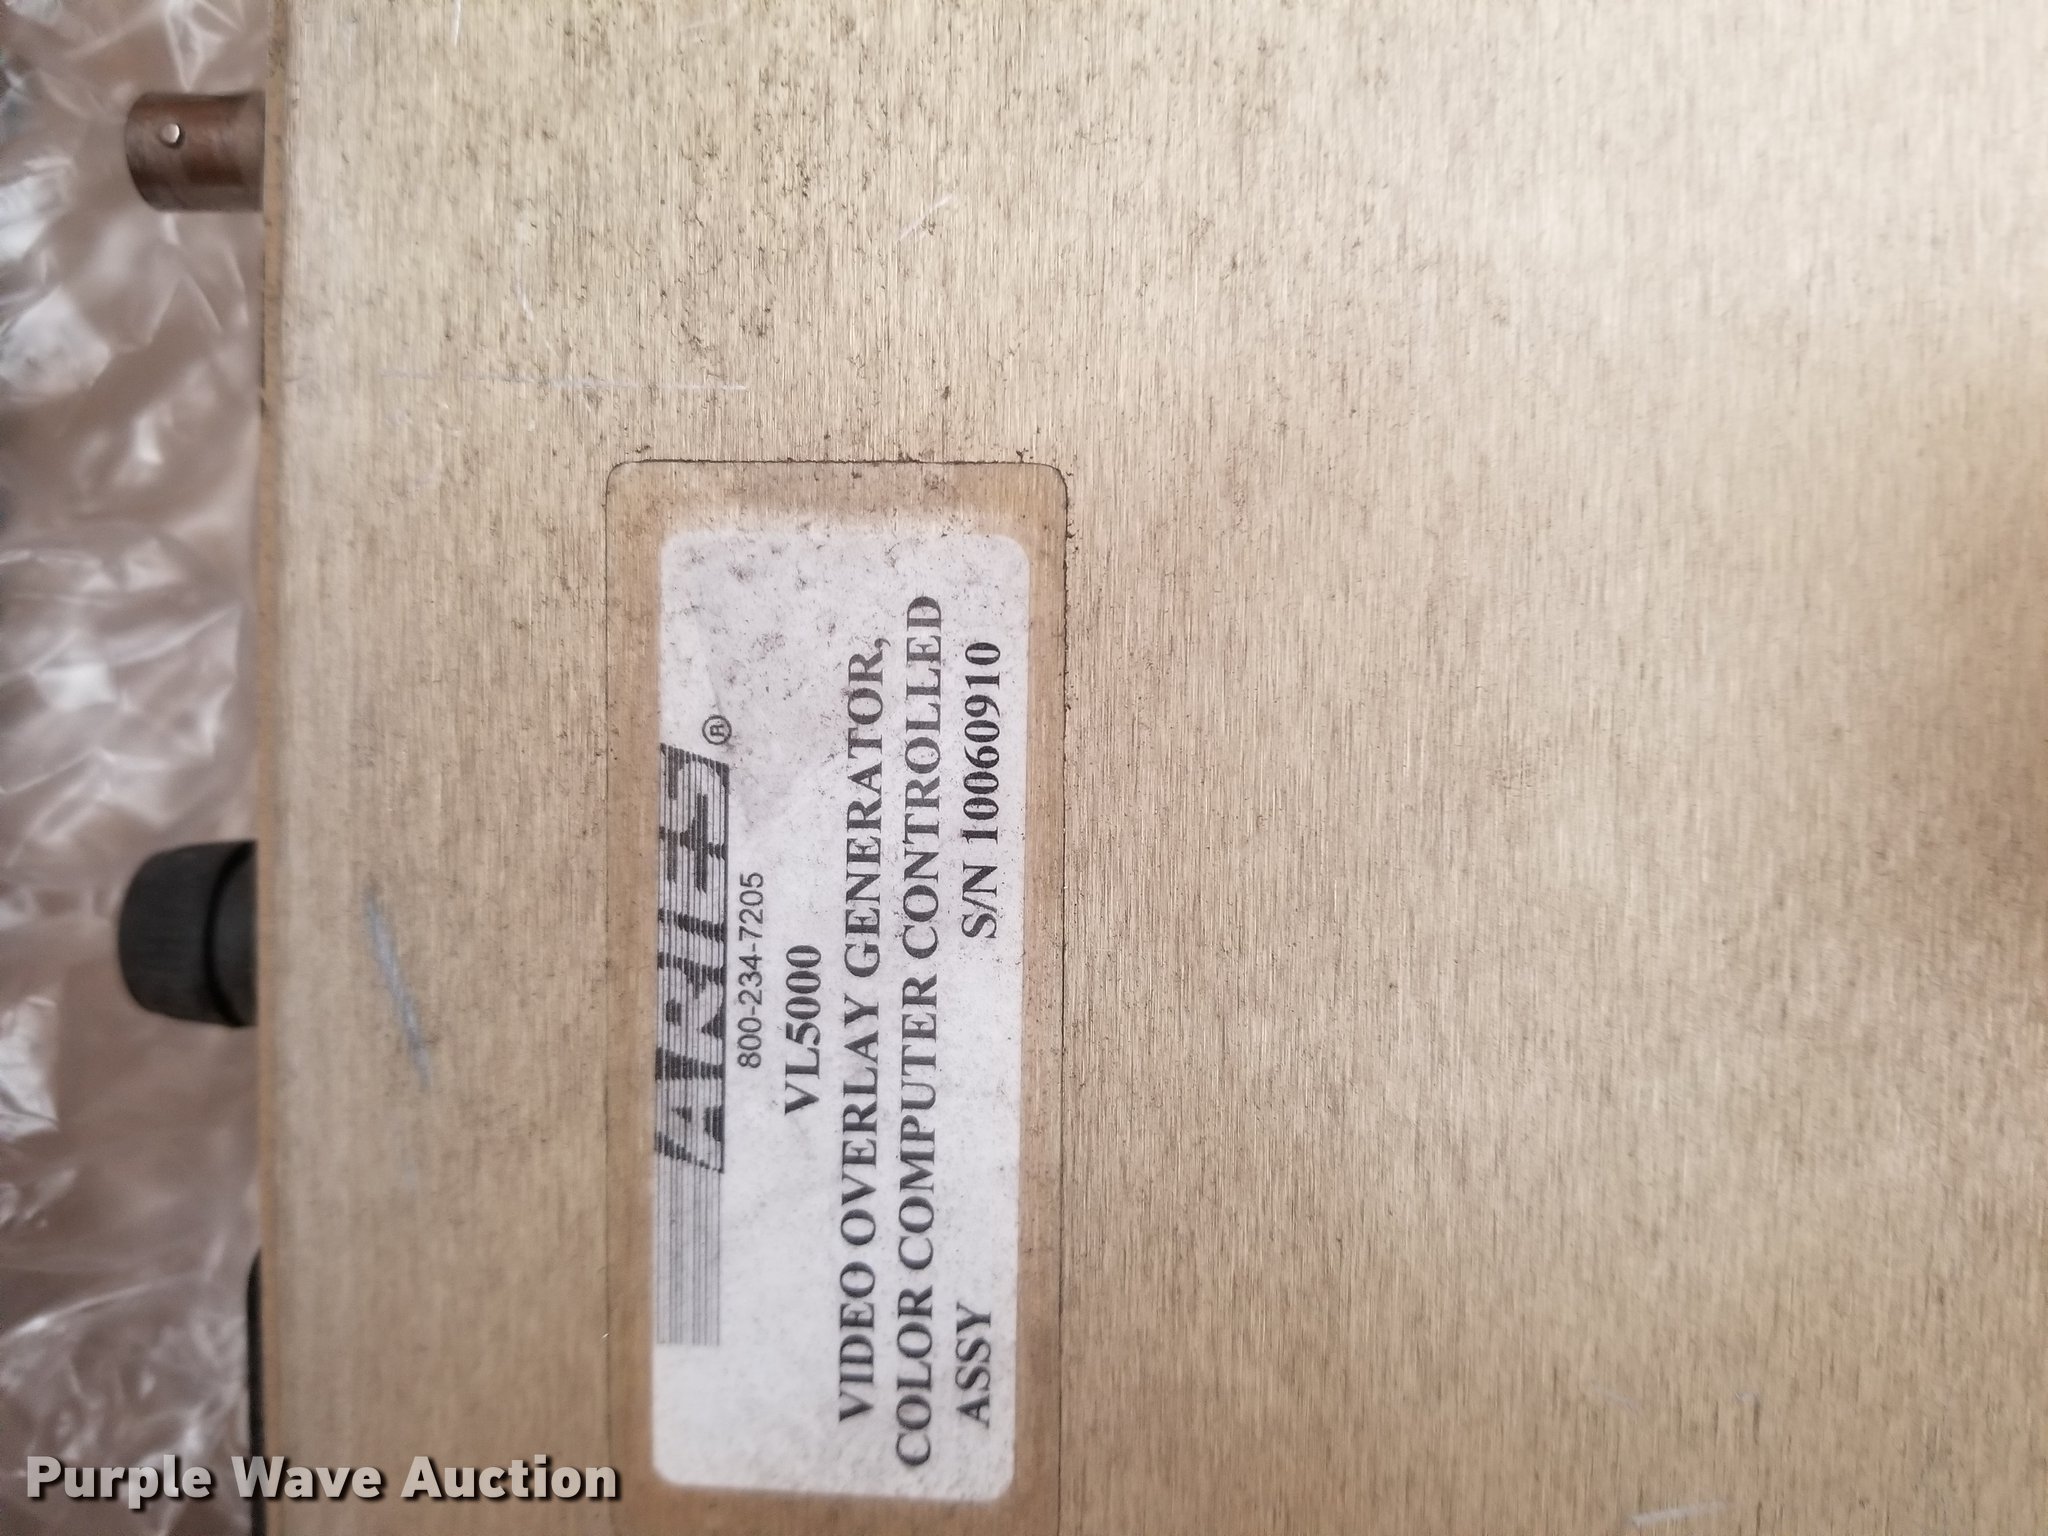 ARIES®
800-234-7205
VL5000
VIDEO OVERLAY GENERATOR,
COLOR COMPUTER CONTROLLED
ASSY S/N 10060910
Purple Wave Auction